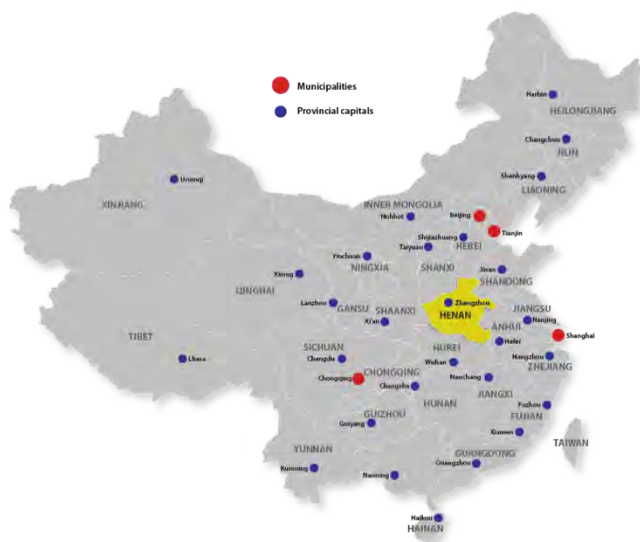 Municipalities
Provincial capitals
Harbin
HEILONGJIANG
Changchun
JILIN
Shenhyang
LIAONING
Urumqi
XINJIANG
INNER MONGOLIA
Hohhot
Beijing
Tianjin
Shijiazhuang
HEBEI
Taiyuan
Yinchuan
NINGXIA
SHANXI
Jinan
SHANDONG
Xining
QINGHAI
Lanzhou
GANSU
SHAANXI
Xi'an
Zhangzhou
HENAN
JIANGSU
Nanjing
ANHUI
Hefei
Shanghai
TIBET
Lhasa
SICHUAN
Chengdu
HUBEI
Wuhan
Hangzhou
ZHEJIANG
CHONGQING
Chongqing
Changsha
Nanchang
JIANGXI
HUNAN
GUIZHOU
Guiyang
Fuzhou
FUJIAN
Xiamen
TAIWAN
YUNNAN
Kunming
GUANGDONG
Guangzhou
Nanning
Haikou
HAINAN